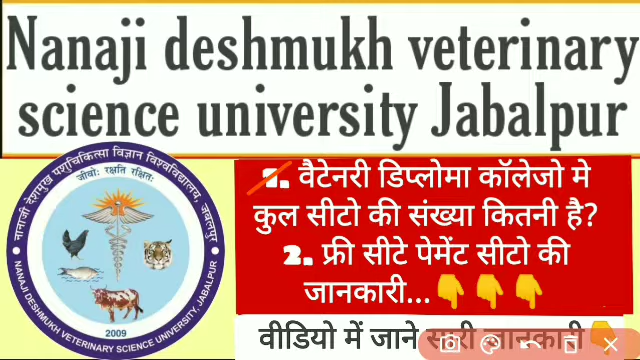 Nanaji deshmukh veterinary
science university Jabalpur
नानाजी देशमुख पशुचिकित्सा विज्ञान विश्वविद्यालय, जबलपुर
जीवोः रक्षति रक्षितः
NANAJI DESHMUKH VETERINARY SCIENCE UNIVERSITY, JABALPUR
2009
1. वैटेनरी डिप्लोमा कॉलेजो मे
कुल सीटो की संख्या कितनी है?
2. फ्री सीटे पेमेंट सीटो की
जानकारी...👇👇👇
वीडियो में जाने सारी जानकारी👇